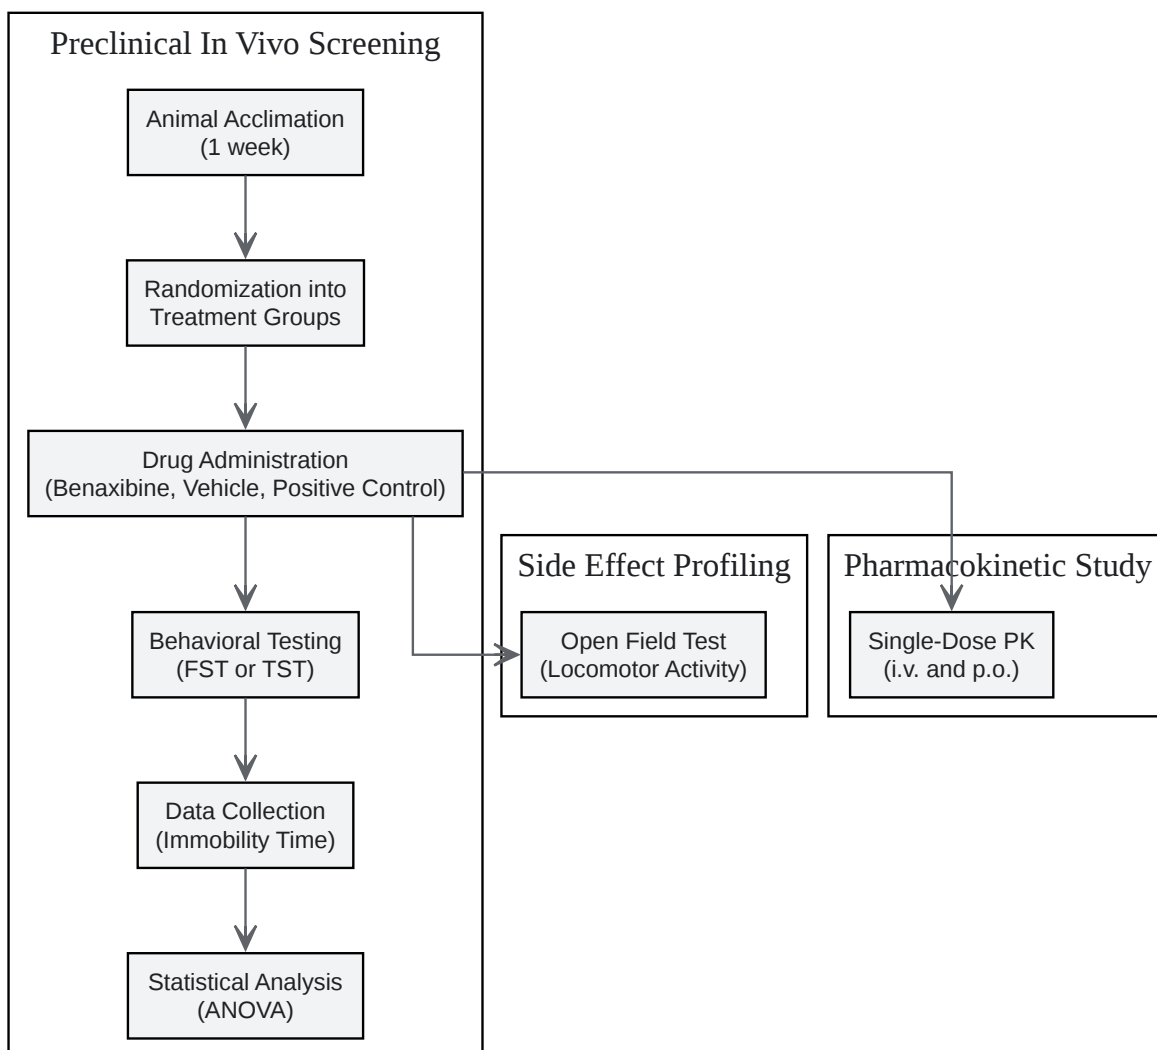 Preclinical In Vivo Screening
Animal Acclimation
(1 week)
Randomization into
Treatment Groups
Drug Administration
(Benaxibine, Vehicle, Positive Control)
Behavioral Testing
(FST or TST)
Data Collection
(Immobility Time)
Statistical Analysis
(ANOVA)
Side Effect Profiling
Open Field Test
(Locomotor Activity)
Pharmacokinetic Study
Single-Dose PK
(i.v. and p.o.)